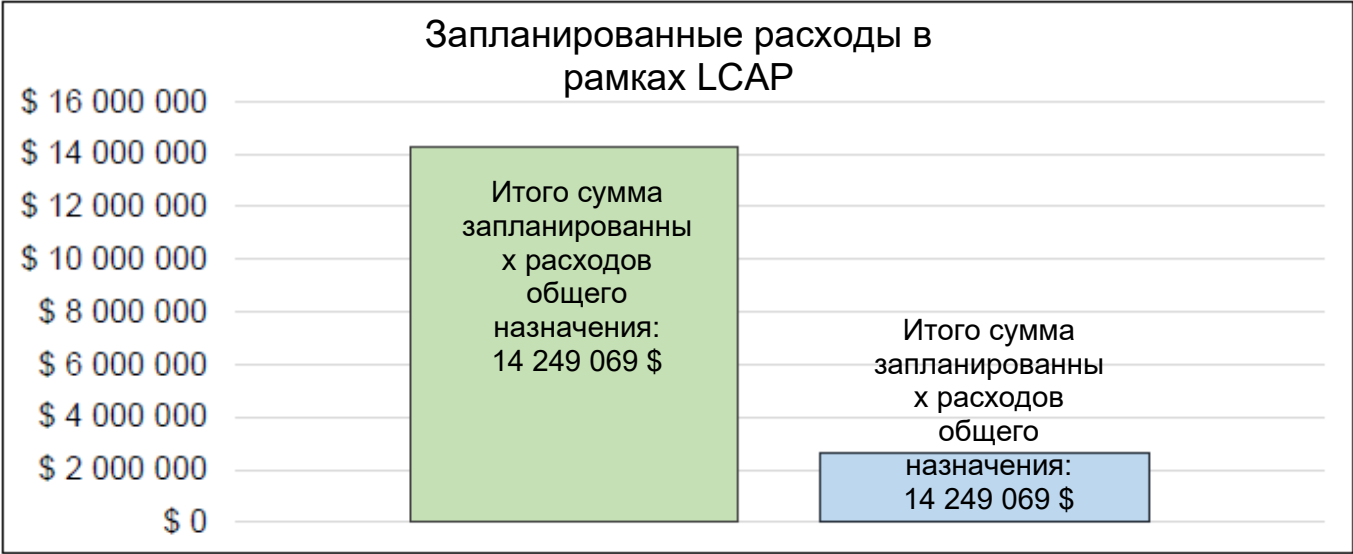 Запланированные расходы в
рамках LCAP
$ 16 000 000
$ 14 000 000
$ 12 000 000
$ 10 000 000
$ 8 000 000
$ 6 000 000
$ 4 000 000
$ 2 000 000
$ 0
Итого сумма
запланированны
х расходов
общего
назначения:
14 249 069 $
Итого сумма
запланированны
х расходов
общего
назначения:
14 249 069 $